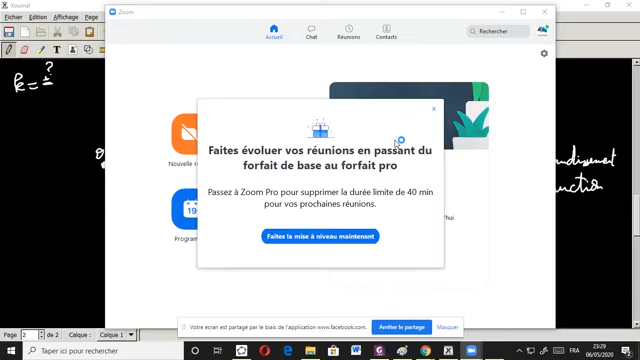 Xournal
Fichier Edition Affichage
Zoom
Accueil Chat Réunions Contacts
Rechercher
k = ?
Faites évoluer vos réunions en passant du
forfait de base au forfait pro
Nouvelle
Passez à Zoom Pro pour supprimer la durée limite de 40 min
pour vos prochaines réunions.
19
Faites la mise à niveau maintenant
Page 2 de 2 Calque : Calque 1
Votre écran est partagé par le biais de l'application www.facebook.com. Arrêter le partage Masquer
Taper ici pour rechercher
FRA
23:29
06/05/2020